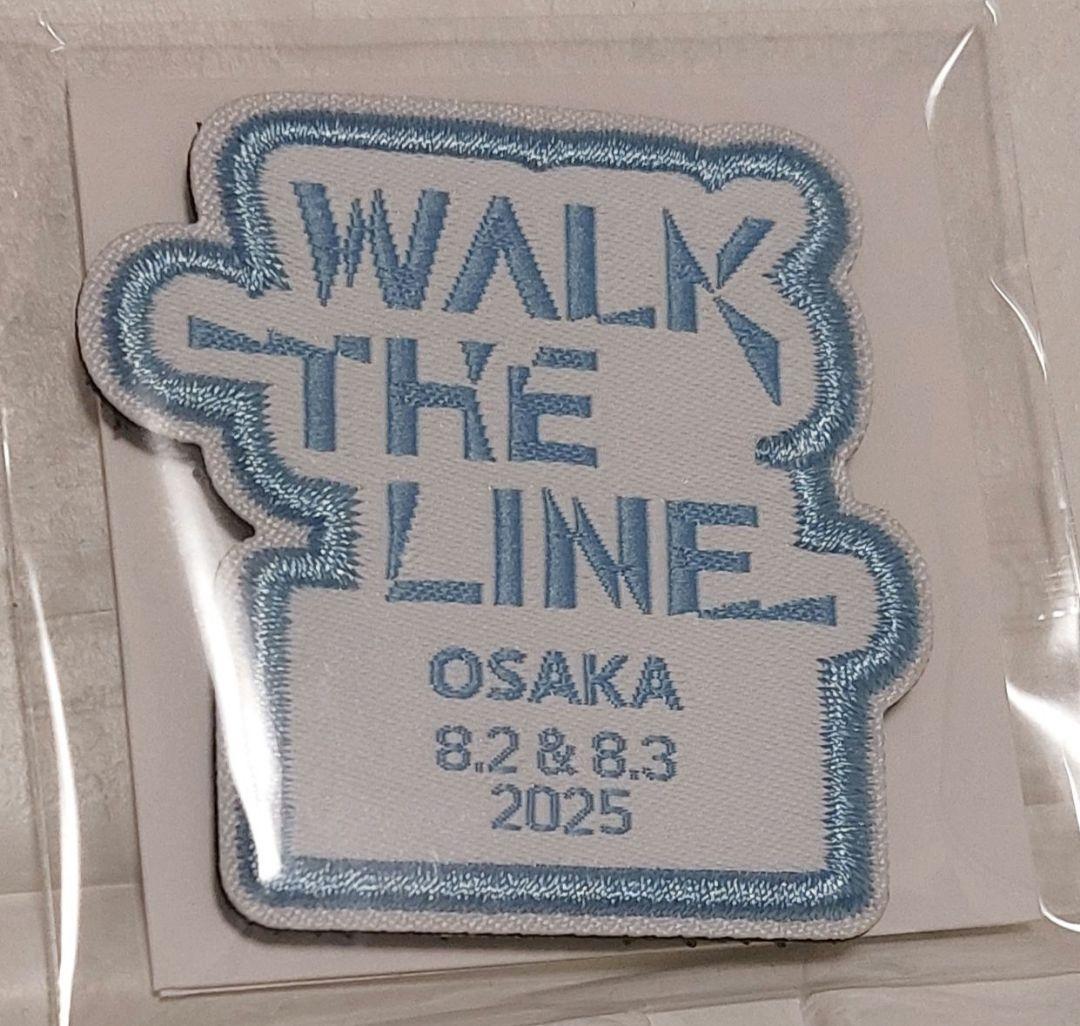 WALK
THE
LINE
OSAKA
8.2 & 8.3
2025